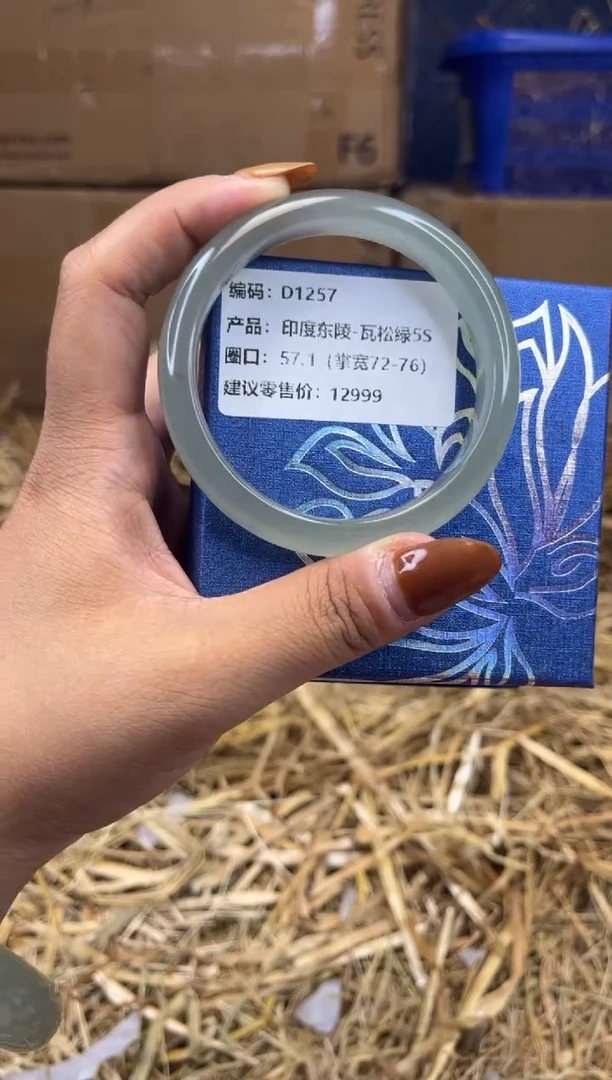 F6
编码：D1257
产品：印度东陵-瓦松绿5S
圈口：57.1（掌宽72-76）
建议零售价：12999